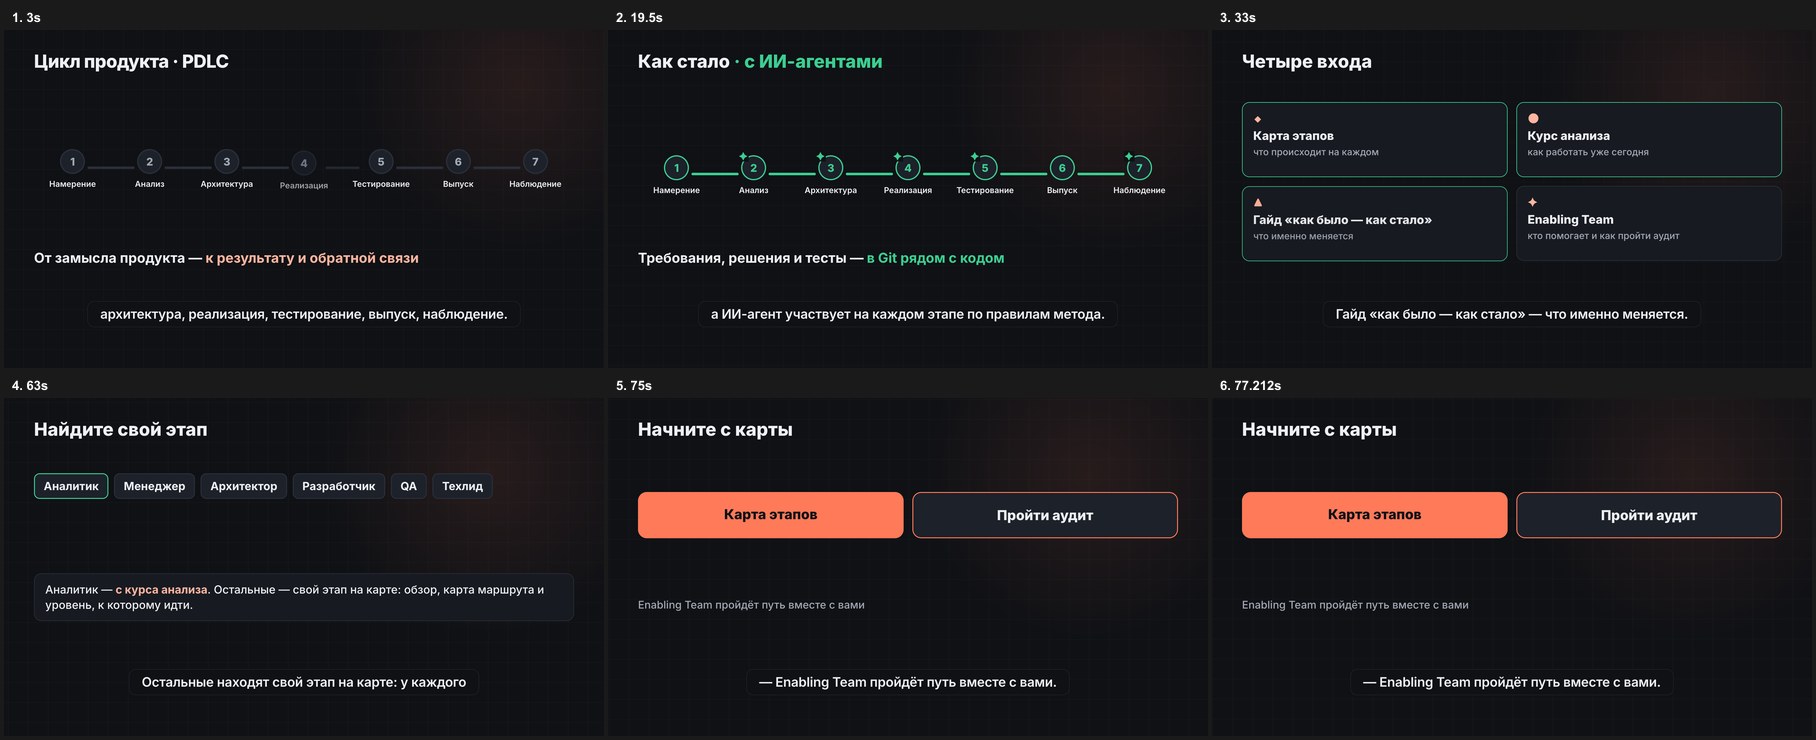 1. 3s
Цикл продукта · PDLC
1 2 3 4 5 6 7
Намерение Анализ Архитектура Реализация Тестирование Выпуск Наблюдение
От замысла продукта — к результату и обратной связи
архитектура, реализация, тестирование, выпуск, наблюдение.
2. 19.5s
Как стало · с ИИ-агентами
1 2 3 4 5 6 7
Намерение Анализ Архитектура Реализация Тестирование Выпуск Наблюдение
Требования, решения и тесты — в Git рядом с кодом
а ИИ-агент участвует на каждом этапе по правилам метода.
3. 33s
Четыре входа
Карта этапов
что происходит на каждом
Курс анализа
как работать уже сегодня
Гайд «как было — как стало»
что именно меняется
Enabling Team
кто помогает и как пройти аудит
Гайд «как было — как стало» — что именно меняется.
4. 63s
Найдите свой этап
Аналитик Менеджер Архитектор Разработчик QA Техлид
Аналитик — с курса анализа. Остальные — свой этап на карте: обзор, карта маршрута и
уровень, к которому идти.
Остальные находят свой этап на карте: у каждого
5. 75s
Начните с карты
Карта этапов Пройти аудит
Enabling Team пройдёт путь вместе с вами
— Enabling Team пройдёт путь вместе с вами.
6. 77.212s
Начните с карты
Карта этапов Пройти аудит
Enabling Team пройдёт путь вместе с вами
— Enabling Team пройдёт путь вместе с вами.